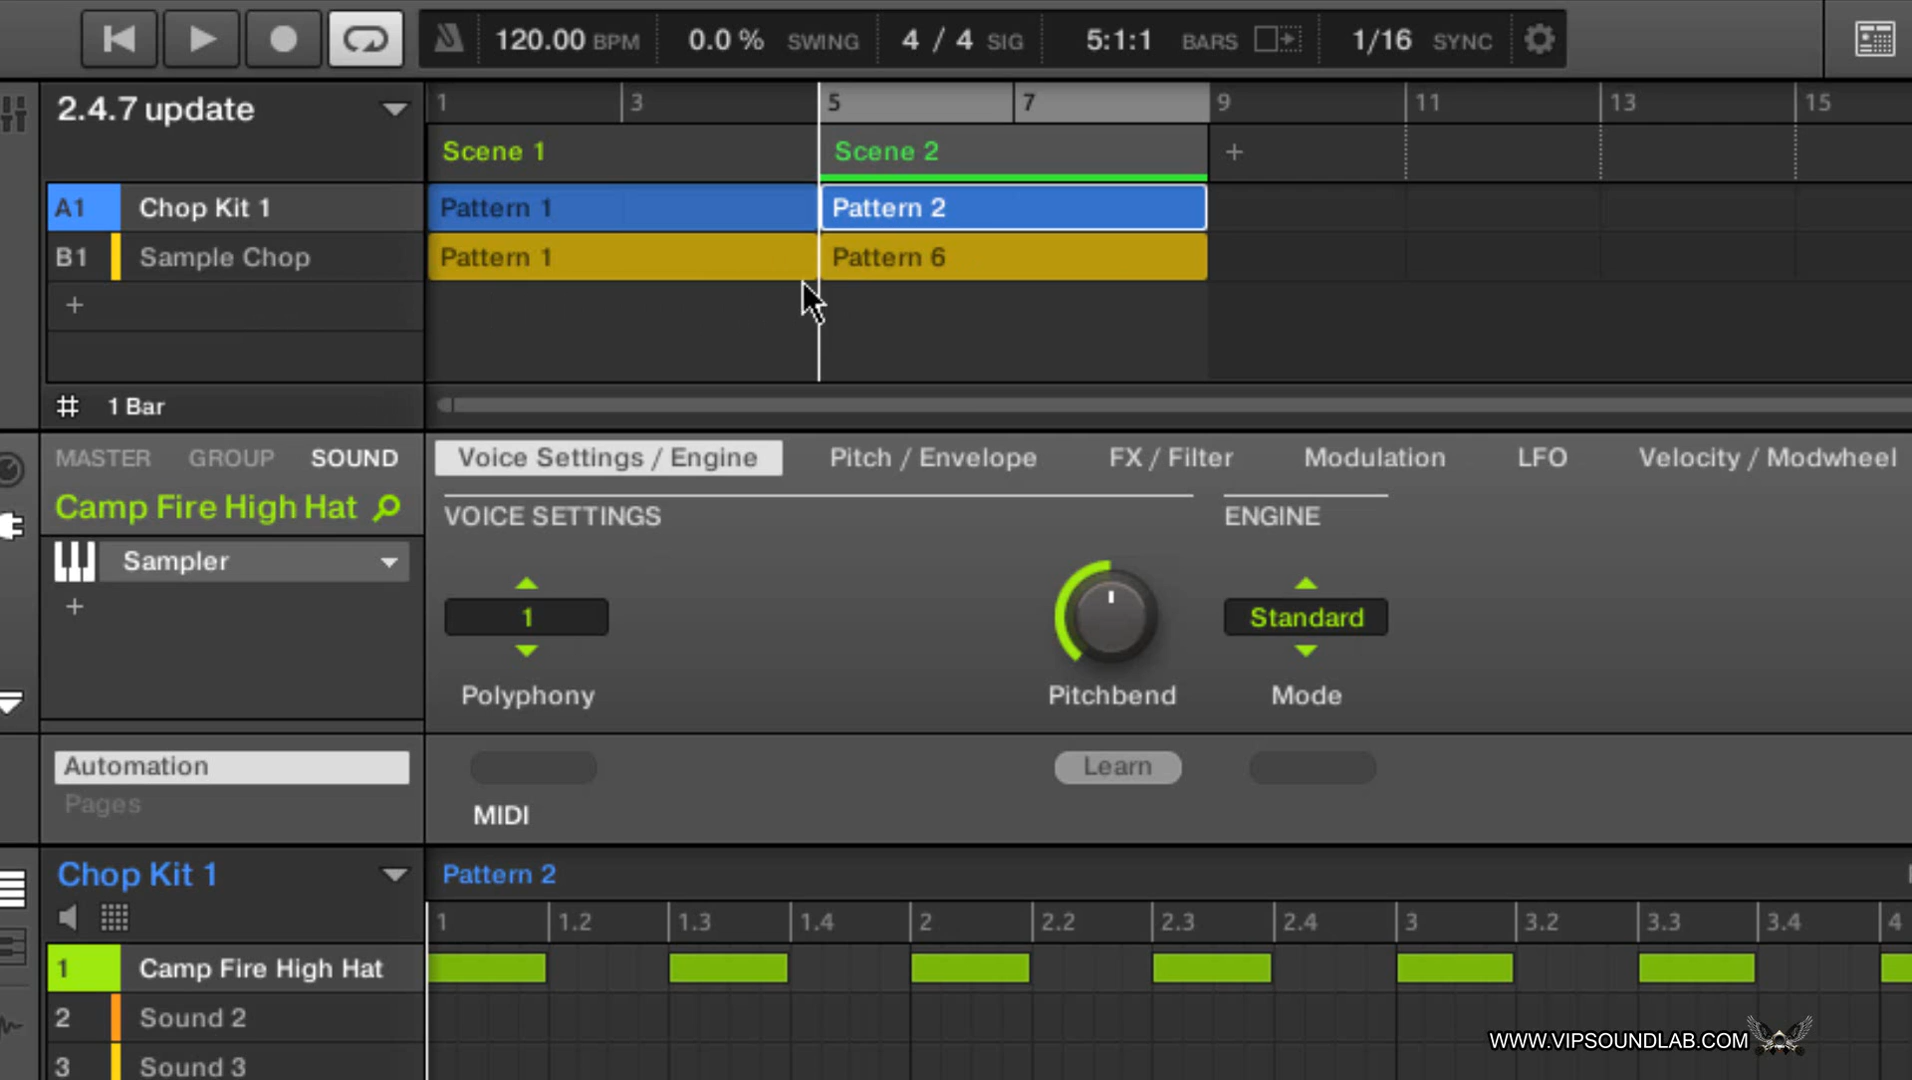 120.00 BPM 0.0 % SWING 4 / 4 SIG 5:1:1 BARS 1/16 SYNC
2.4.7 update
1 3 5 7 9 11 13 15
Scene 1 Scene 2 +
A1 Chop Kit 1 Pattern 1 Pattern 2
B1 Sample Chop Pattern 1 Pattern 6
+
# 1 Bar
MASTER GROUP SOUND Voice Settings / Engine Pitch / Envelope FX / Filter Modulation LFO Velocity / Modwheel
Camp Fire High Hat
VOICE SETTINGS ENGINE
Sampler
+
1 Standard
Polyphony Pitchbend Mode
Automation Learn
Pages
MIDI
Chop Kit 1 Pattern 2
1 1.2 1.3 1.4 2 2.2 2.3 2.4 3 3.2 3.3 3.4 4
1 Camp Fire High Hat
2 Sound 2
3 Sound 3
WWW.VIPSOUNDLAB.COM